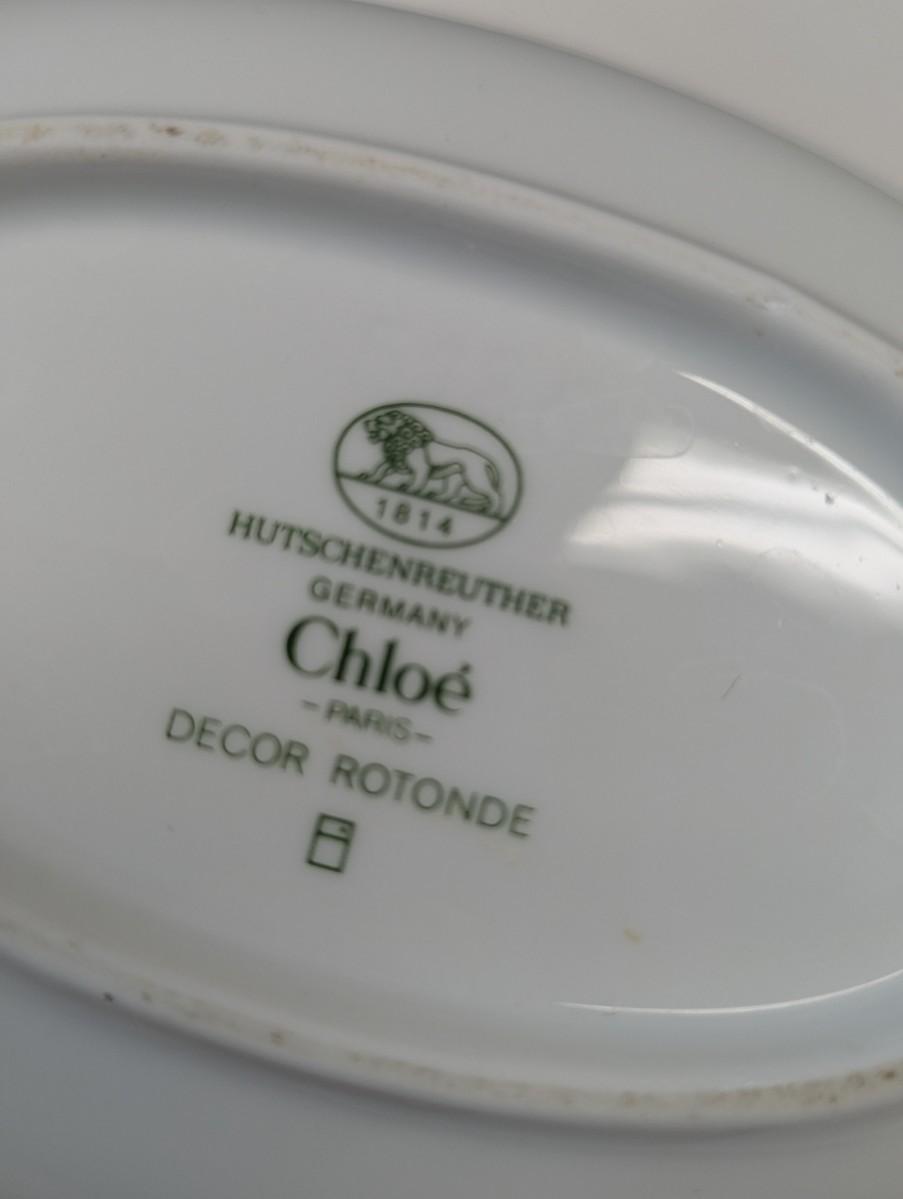 1814
HUTSCHENREUTHER
GERMANY
Chloé
-PARIS-
DECOR ROTONDE